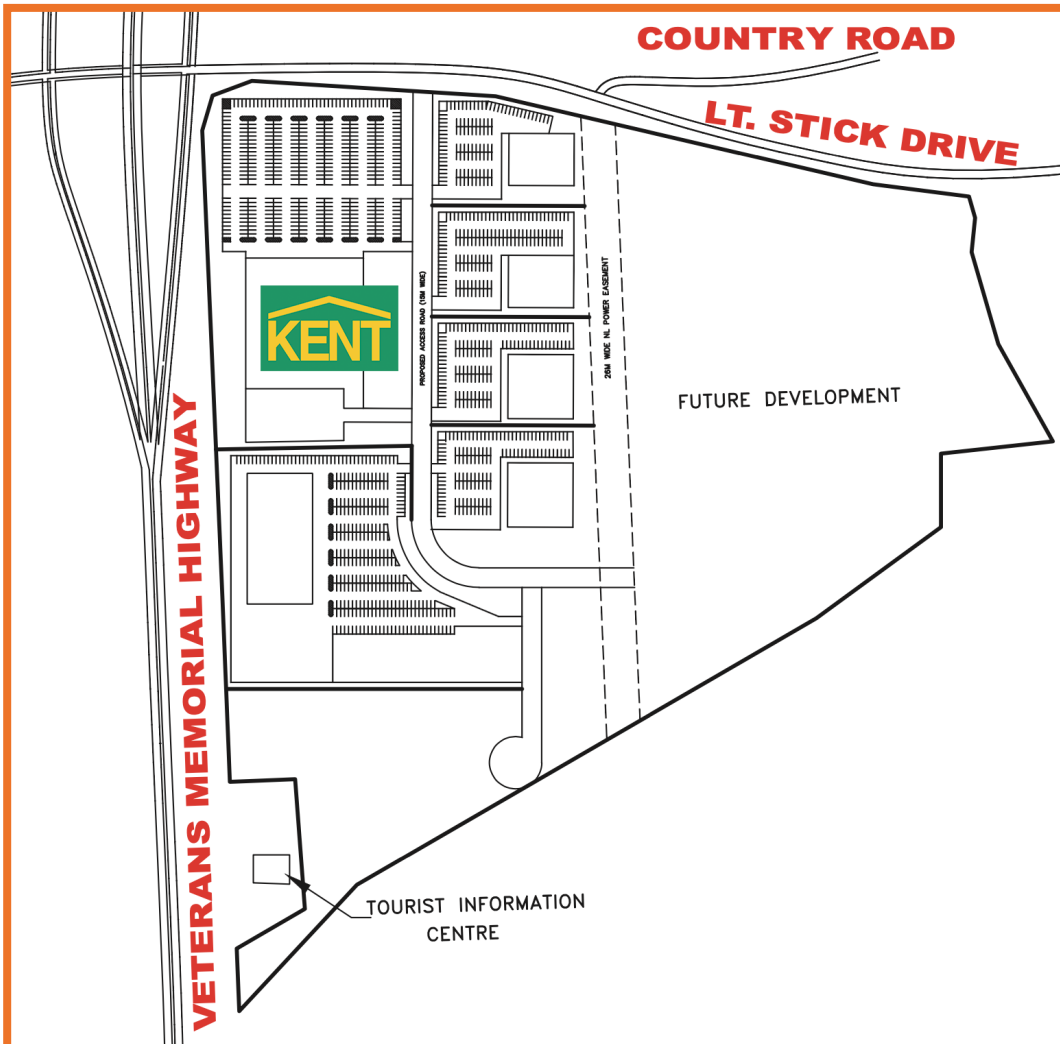 COUNTRY ROAD
LT. STICK DRIVE
PROPOSED ACCESS ROAD (15M WIDE)
26M WIDE NL POWER EASEMENT
KENT
FUTURE DEVELOPMENT
VETERANS MEMORIAL HIGHWAY
TOURIST INFORMATION
CENTRE